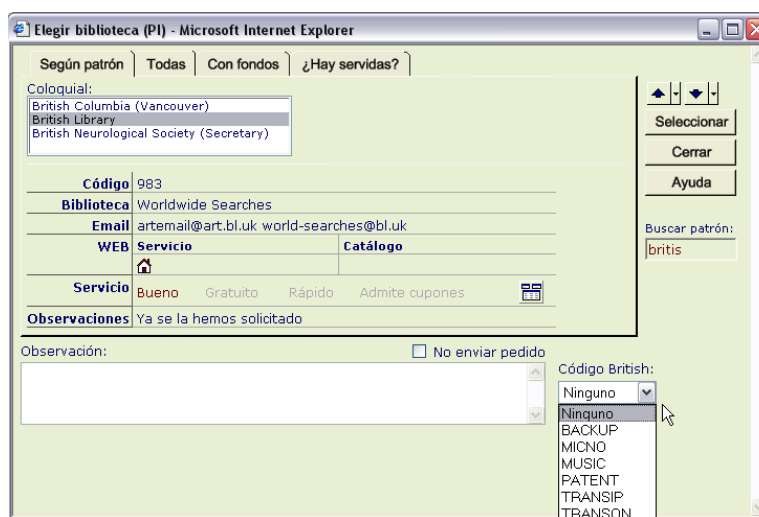 Elegir biblioteca (PI) - Microsoft Internet Explorer
Según patrón Todas Con fondos ¿Hay servidas?
Coloquial:
British Columbia (Vancouver)
British Library
British Neurological Society (Secretary)
Seleccionar
Cerrar
Ayuda
Buscar patrón:
britis
Código 983
Biblioteca Worldwide Searches
Email artemail@art.bl.uk world-searches@bl.uk
WEB Servicio Catálogo
Servicio Bueno Gratuito Rápido Admite cupones
Observaciones Ya se la hemos solicitado
Observación: No enviar pedido
Código British:
Ninguno
Ninguno
BACKUP
MICNO
MUSIC
PATENT
TRANSIP
TRANSON